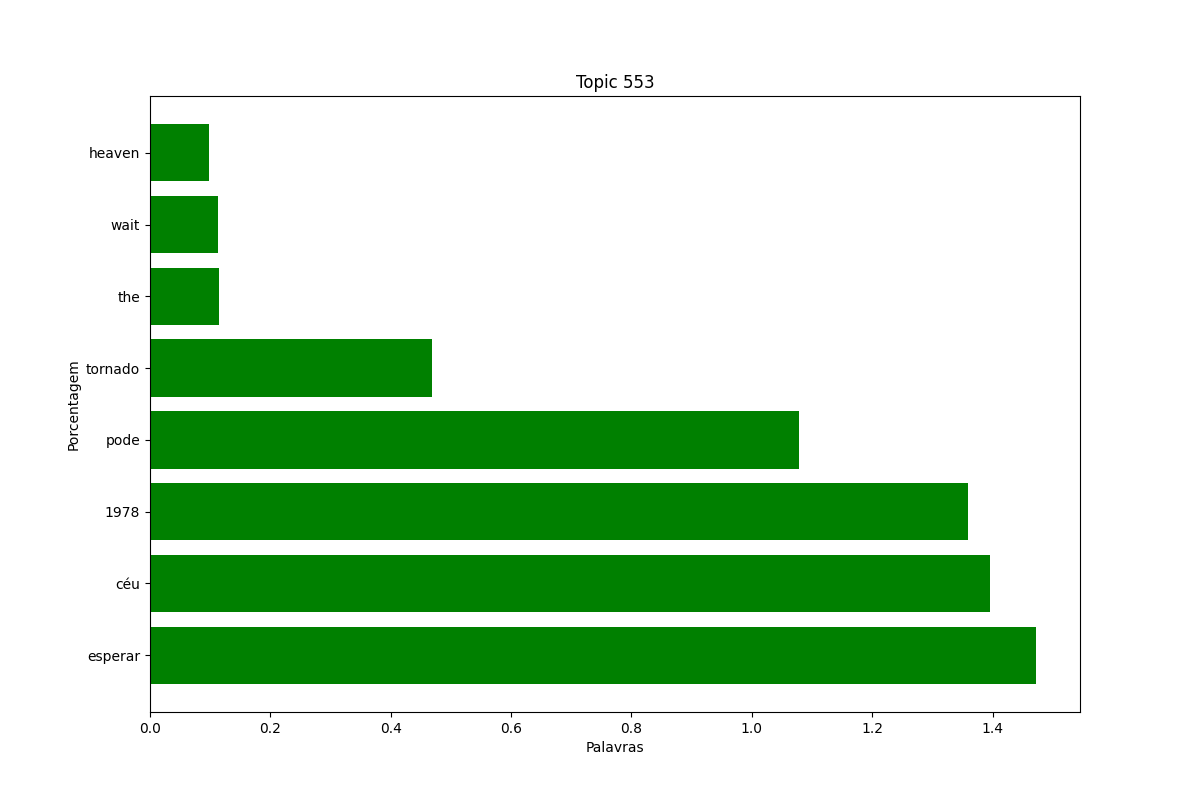 Topic 553
heaven
wait
the
tornado
pode
1978
céu
esperar
Porcentagem
0.0 0.2 0.4 0.6 0.8 1.0 1.2 1.4
Palavras